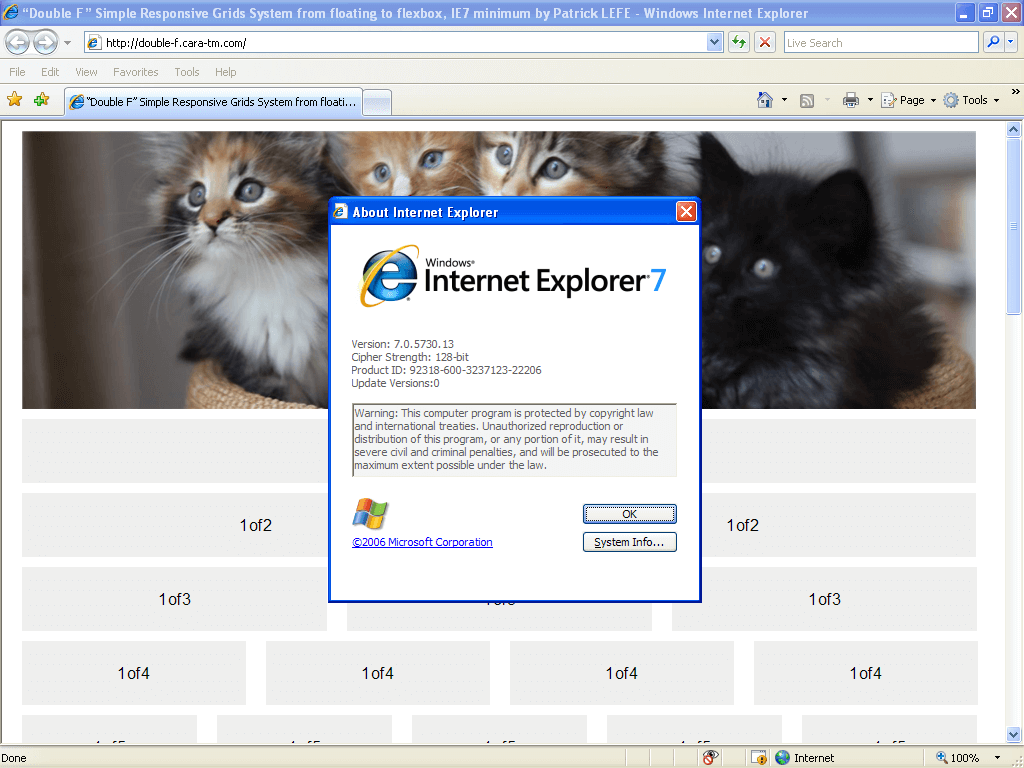 “Double F” Simple Responsive Grids System from floating to flexbox, IE7 minimum by Patrick LEFE - Windows Internet Explorer
http://double-f.cara-tm.com/
Live Search
File Edit View Favorites Tools Help
“Double F” Simple Responsive Grids System from floati...
Page Tools
About Internet Explorer
Windows®
Internet Explorer 7
Version: 7.0.5730.13
Cipher Strength: 128-bit
Product ID: 92318-600-3237123-22206
Update Versions:0
Warning: This computer program is protected by copyright law
and international treaties. Unauthorized reproduction or
distribution of this program, or any portion of it, may result in
severe civil and criminal penalties, and will be prosecuted to the
maximum extent possible under the law.
OK
©2006 Microsoft Corporation
System Info...
1of2 1of2
1of3 1of3
1of4 1of4 1of4 1of4
Done Internet 100%